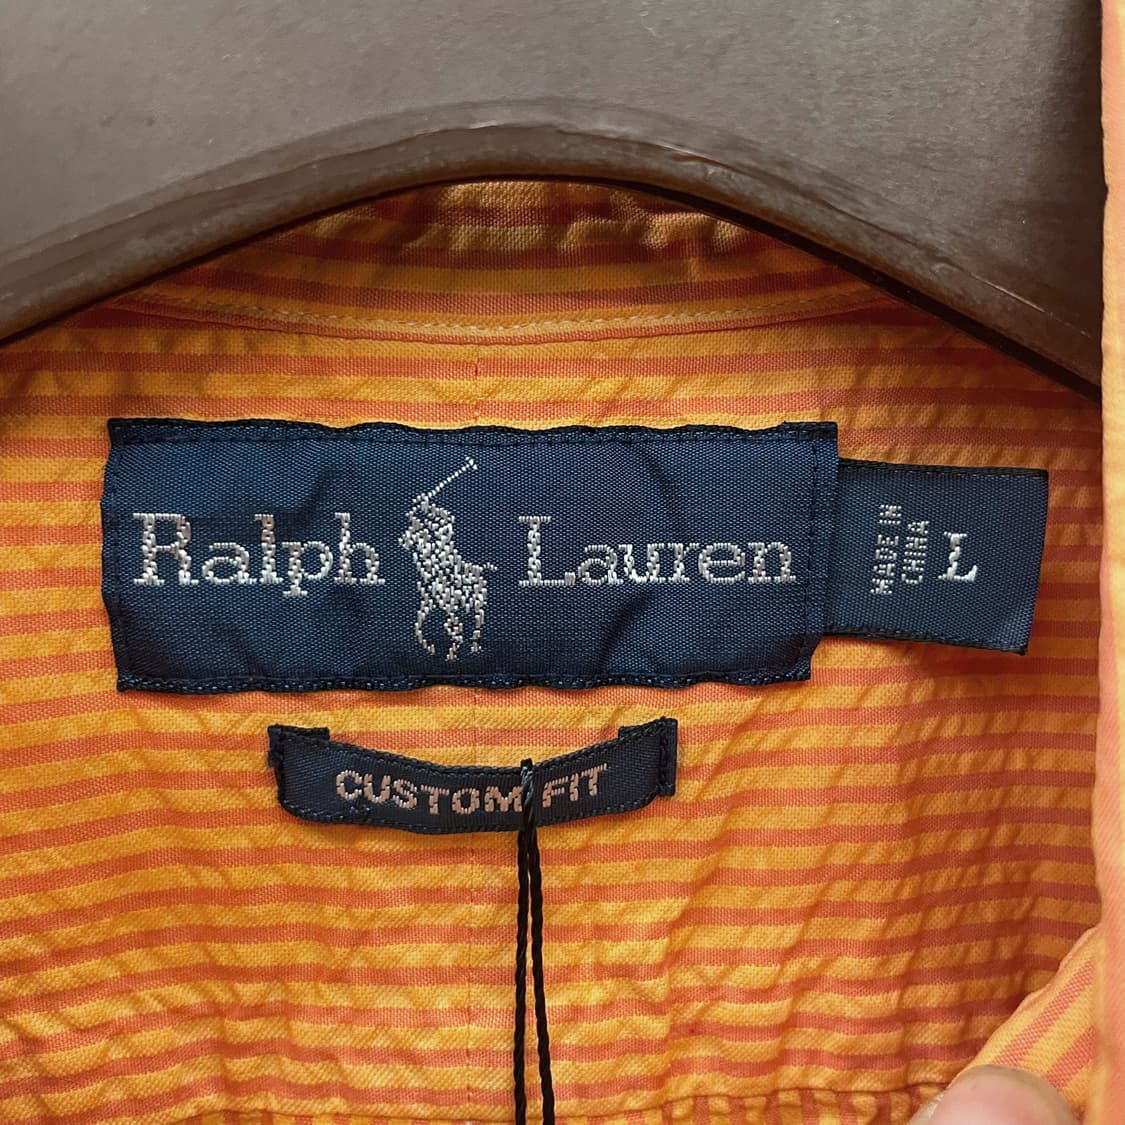 Ralph Lauren
MADE IN
CHINA
L
CUSTOM FIT